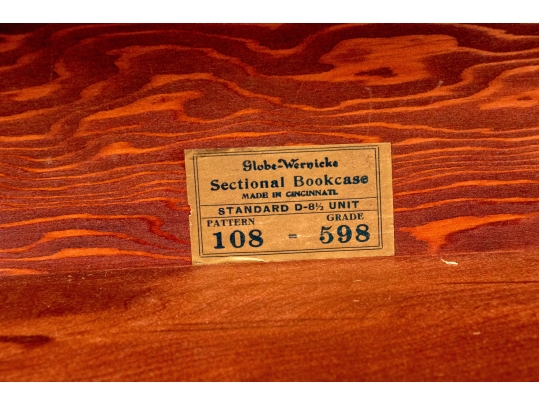 Globe-Wernicke
Sectional Bookcase
MADE IN CINCINNATI.
STANDARD D-8½ UNIT
PATTERN GRADE
108 = 598